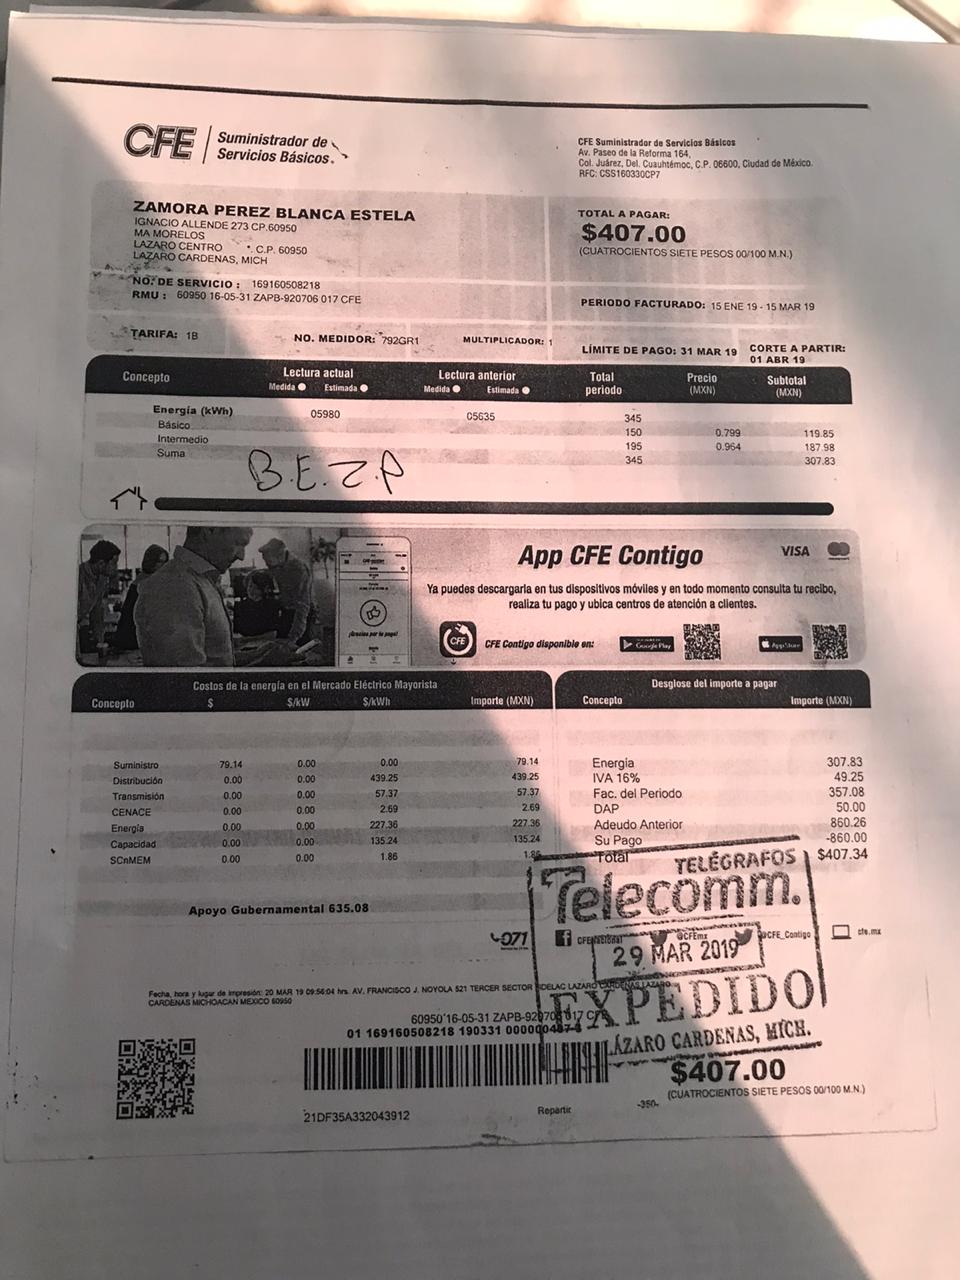 CFE Suministrador de
Servicios Básicos.
CFE Suministrador de Servicios Básicos
Av. Paseo de la Reforma 164,
Col. Juárez, Del. Cuauhtémoc, C.P. 06600, Ciudad de México.
RFC: CSS160330CP7
ZAMORA PEREZ BLANCA ESTELA
IGNACIO ALLENDE 273 CP.60950
MA MORELOS
LAZARO CENTRO C.P. 60950
LAZARO CARDENAS, MICH
TOTAL A PAGAR:
$407.00
(CUATROCIENTOS SIETE PESOS 00/100 M.N.)
NO. DE SERVICIO : 169160508218
RMU : 60950 16-05-31 ZAPB-920706 017 CFE
PERIODO FACTURADO: 15 ENE 19 - 15 MAR 19
TARIFA: 1B NO. MEDIDOR: 792GR1 MULTIPLICADOR: 1
LÍMITE DE PAGO: 31 MAR 19 CORTE A PARTIR:
01 ABR 19
Concepto Lectura actual Lectura anterior Total periodo Precio (MXN) Subtotal (MXN)
Medida Estimada Medida Estimada
Energía (kWh) 05980 05635 345
Básico 150 0.799 119.85
Intermedio 195 0.964 187.98
Suma 345 307.83
B.E.Z.P
App CFE Contigo
VISA
Ya puedes descargarla en tus dispositivos móviles y en todo momento consulta tu recibo,
realiza tu pago y ubica centros de atención a clientes.
¡Gracias por tu pago!
CFE
CFE Contigo disponible en: Google Play App Store
Costos de la energía en el Mercado Eléctrico Mayorista
Concepto $ $/kW $/kWh Importe (MXN)
Suministro 79.14 0.00 0.00 79.14
Distribución 0.00 0.00 439.25 439.25
Transmisión 0.00 0.00 57.37 57.37
CENACE 0.00 0.00 2.69 2.69
Energía 0.00 0.00 227.36 227.36
Capacidad 0.00 0.00 135.24 135.24
SCnMEM 0.00 0.00 1.86 1.86
Apoyo Gubernamental 635.08
Desglose del importe a pagar
Concepto Importe (MXN)
Energía 307.83
IVA 16% 49.25
Fac. del Periodo 357.08
DAP 50.00
Adeudo Anterior 860.26
Su Pago -860.00
Total $407.34
TELÉGRAFOS
Telecomm.
071 CFENacional @CFEmx @CFE_Contigo cfe.mx
29 MAR 2019
EXPEDIDO
LÁZARO CARDENAS, MICH.
Fecha, hora y lugar de impresión: 20 MAR 19 09:56:04 hrs. AV. FRANCISCO J. NOYOLA 521 TERCER SECTOR FIDELAC LAZARO CARDENAS LAZARO
CARDENAS MICHOACAN MEXICO 60950
60950 16-05-31 ZAPB-920706 017 CFE
01 169160508218 190331 000000407
$407.00
(CUATROCIENTOS SIETE PESOS 00/100 M.N.)
21DF35A332043912 Repartir -350-